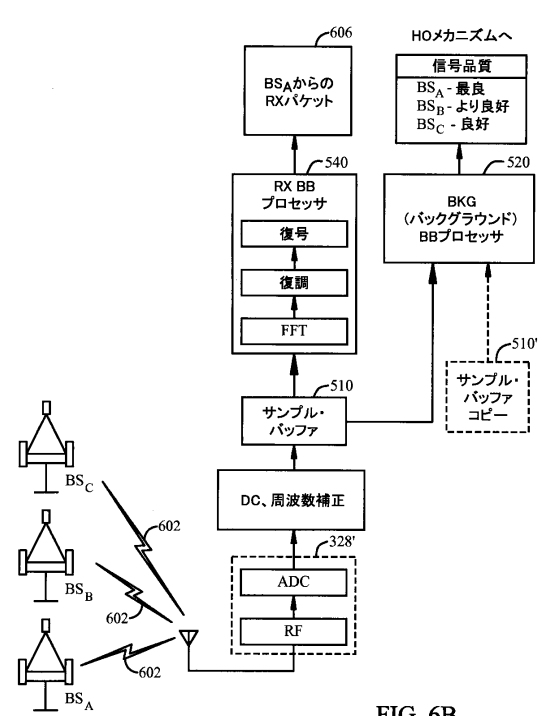 606
BSAからの
RXパケット
HOメカニズムへ
信号品質
BSA - 最良
BSB - より良好
BSC - 良好
540
RX BB
プロセッサ
復号
復調
FFT
520
BKG
(バックグラウンド)
BBプロセッサ
510
サンプル・
バッファ
510'
サンプル・
バッファ
コピー
DC、周波数補正
328'
ADC
RF
BSC
602
BSB
602
BSA
602
FIG. 6B